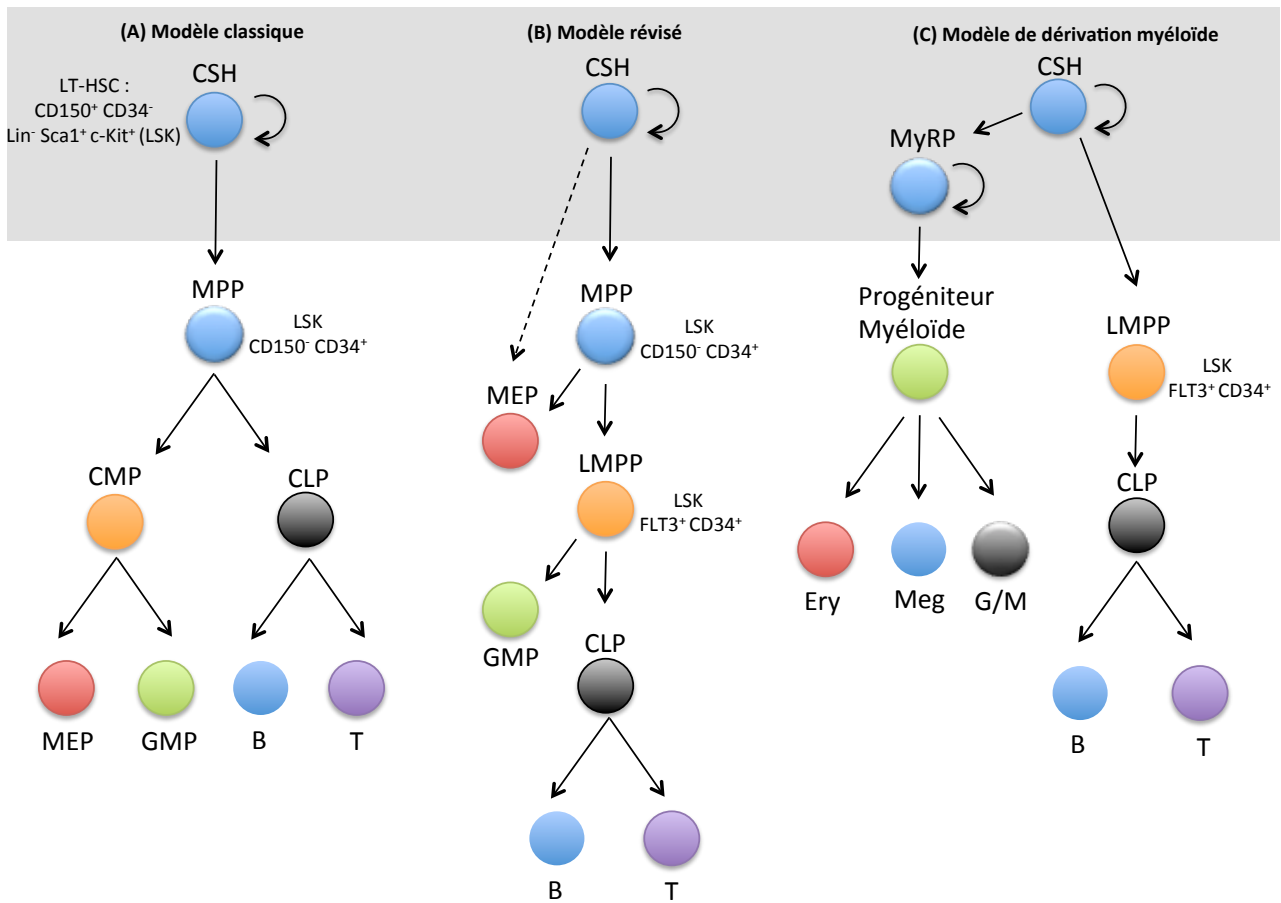 (A) Modèle classique
CSH
LT-HSC :
CD150⁺ CD34⁻
Lin⁻ Sca1⁺ c-Kit⁺ (LSK)
MPP
LSK
CD150⁻ CD34⁺
CMP
CLP
MEP
GMP
B
T
(B) Modèle révisé
CSH
MPP
LSK
CD150⁻ CD34⁺
MEP
LMPP
LSK
FLT3⁺ CD34⁺
GMP
CLP
B
T
(C) Modèle de dérivation myéloïde
CSH
MyRP
Progéniteur
Myéloïde
LMPP
LSK
FLT3⁺ CD34⁺
CLP
Ery
Meg
G/M
B
T